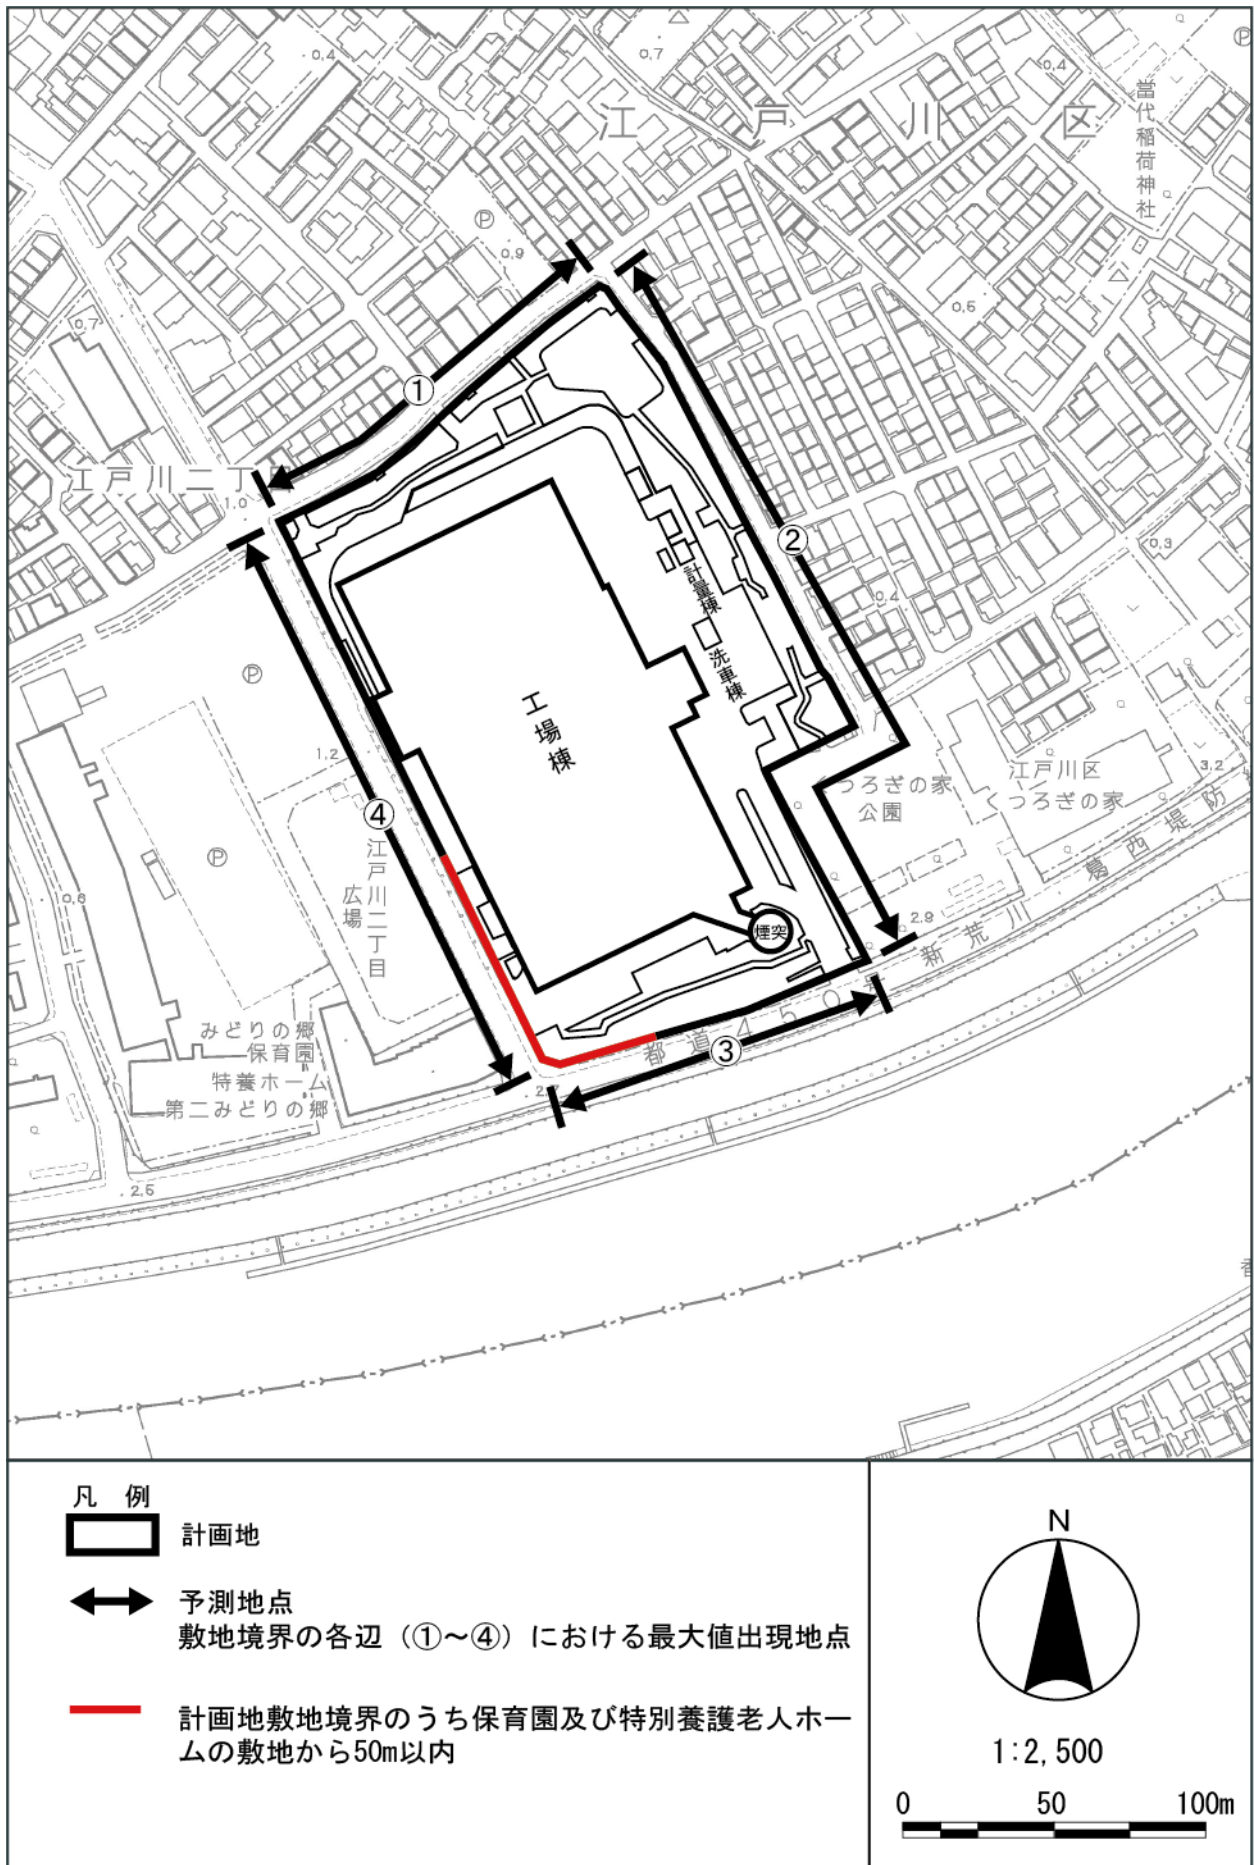 0.4
0.7
0.4
Ⓟ
江戸川区
當代稲荷神社
Ⓟ
0.9
0.7
0.5
①
江戸川二丁目
1.0
②
0.3
計量棟
0.4
洗車棟
Ⓟ
工場棟
1.2
江戸川区
くつろぎの家
3.2
くつろぎの家
公園
④
Ⓟ
江戸川二丁目
広場
葛西堤防
0.6
2.9
煙突
新荒川
みどりの郷
保育園
特養ホーム
第二みどりの郷
都道450号
③
2.7
2.5
凡 例
計画地
予測地点
敷地境界の各辺（①～④）における最大値出現地点
計画地敷地境界のうち保育園及び特別養護老人ホー
ムの敷地から50m以内
N
1:2,500
0 50 100m